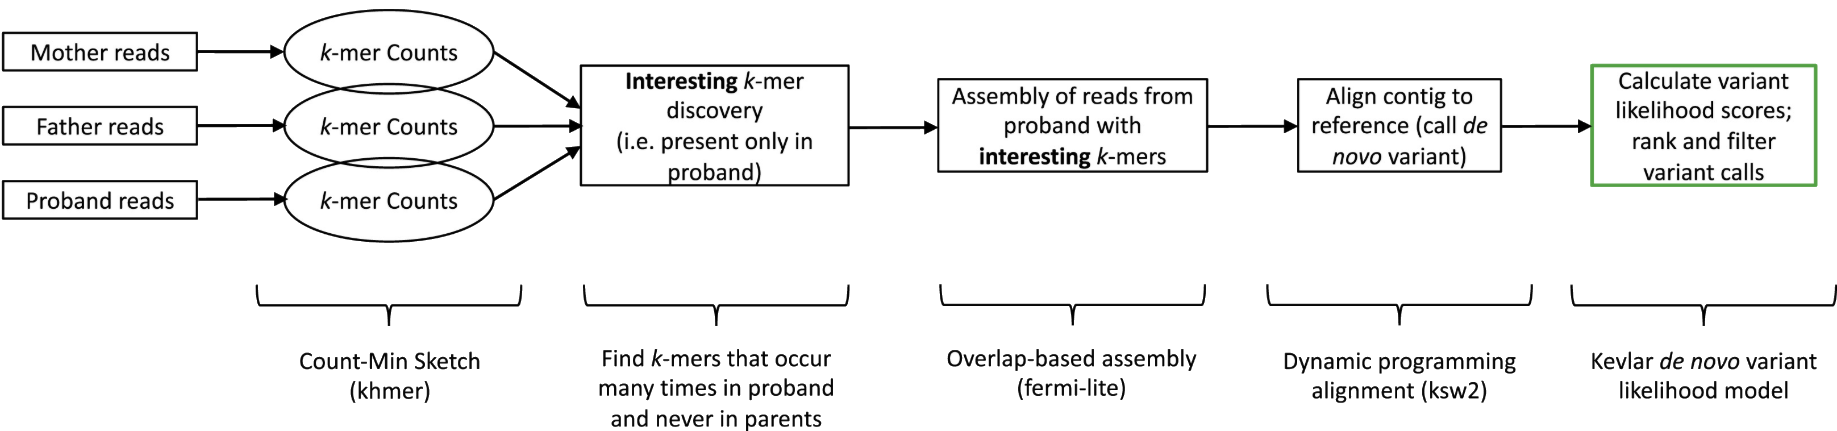 Mother reads
k-mer Counts
Father reads
k-mer Counts
Proband reads
k-mer Counts
Interesting k-mer
discovery
(i.e. present only in
proband)
Assembly of reads from
proband with
interesting k-mers
Align contig to
reference (call de
novo variant)
Calculate variant
likelihood scores;
rank and filter
variant calls
Count-Min Sketch
(khmer)
Find k-mers that occur
many times in proband
and never in parents
Overlap-based assembly
(fermi-lite)
Dynamic programming
alignment (ksw2)
Kevlar de novo variant
likelihood model